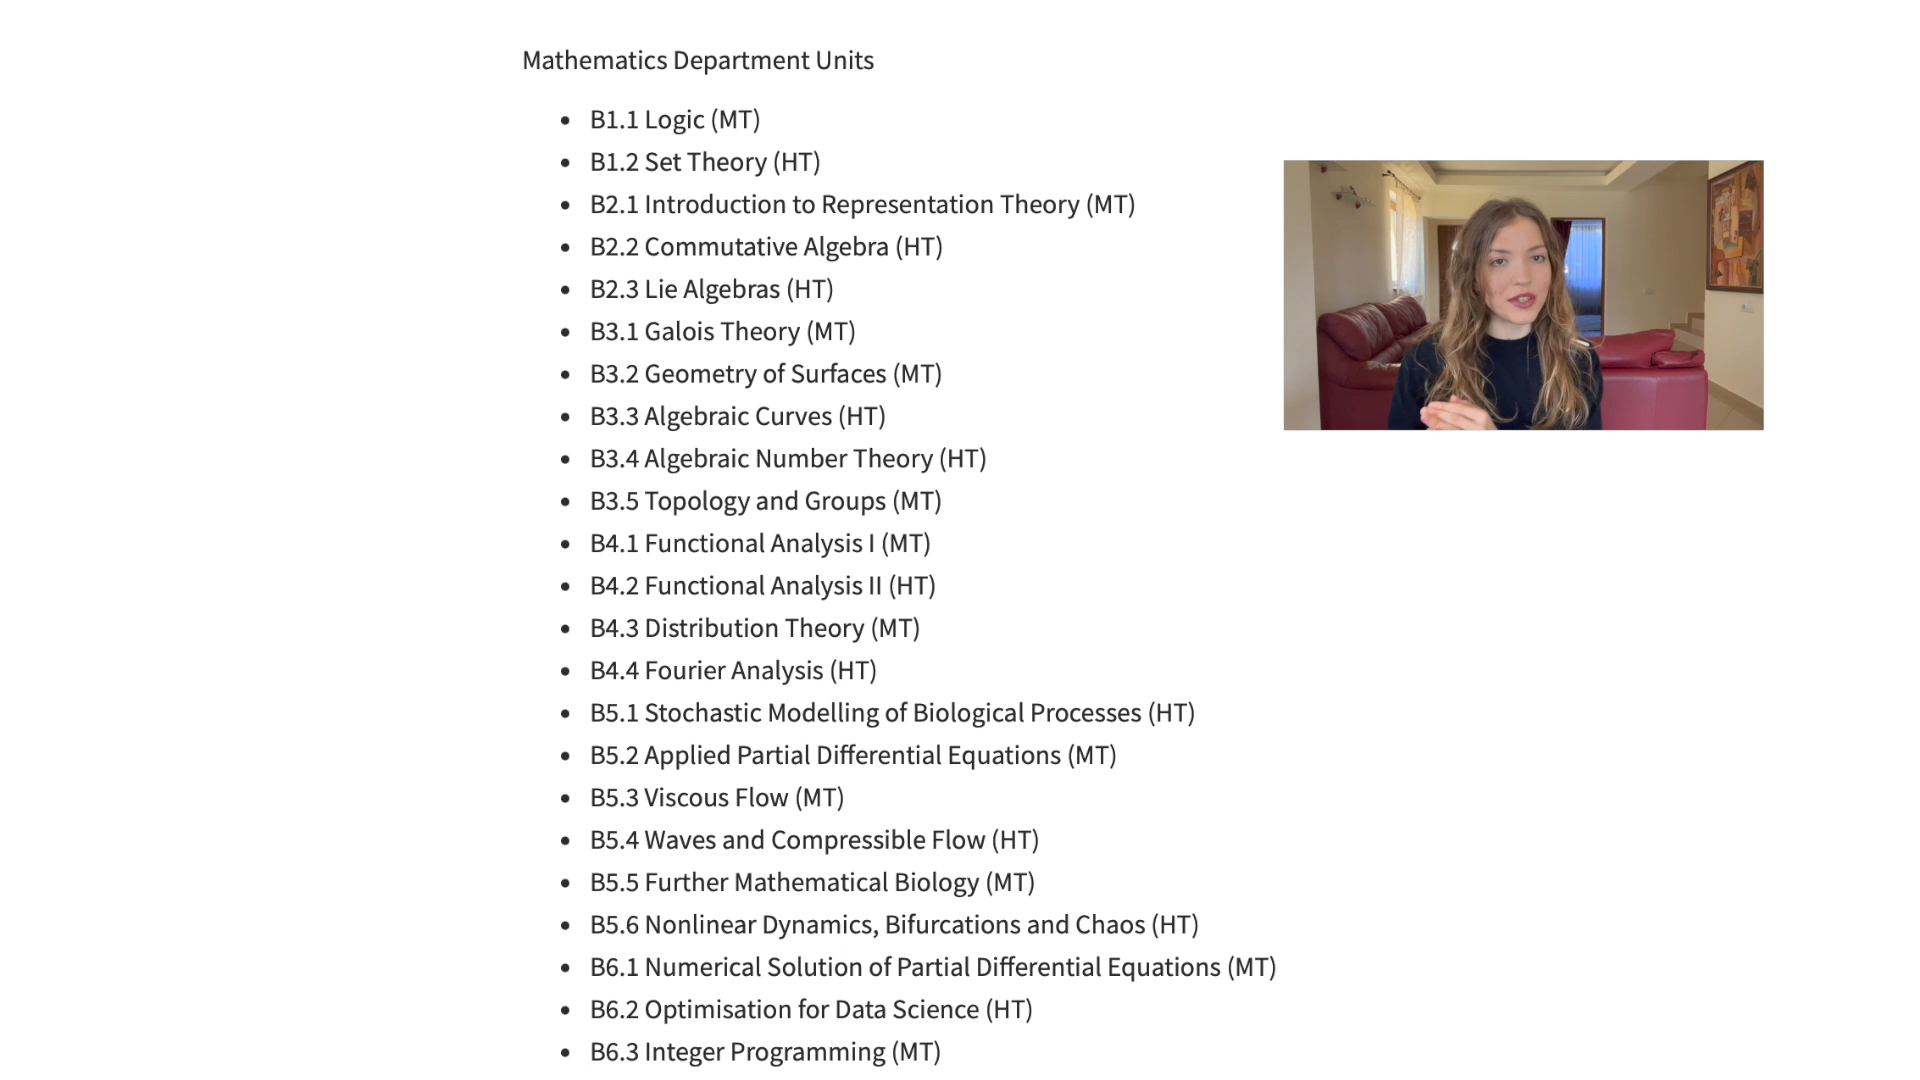 Mathematics Department Units
• B1.1 Logic (MT)
• B1.2 Set Theory (HT)
• B2.1 Introduction to Representation Theory (MT)
• B2.2 Commutative Algebra (HT)
• B2.3 Lie Algebras (HT)
• B3.1 Galois Theory (MT)
• B3.2 Geometry of Surfaces (MT)
• B3.3 Algebraic Curves (HT)
• B3.4 Algebraic Number Theory (HT)
• B3.5 Topology and Groups (MT)
• B4.1 Functional Analysis I (MT)
• B4.2 Functional Analysis II (HT)
• B4.3 Distribution Theory (MT)
• B4.4 Fourier Analysis (HT)
• B5.1 Stochastic Modelling of Biological Processes (HT)
• B5.2 Applied Partial Differential Equations (MT)
• B5.3 Viscous Flow (MT)
• B5.4 Waves and Compressible Flow (HT)
• B5.5 Further Mathematical Biology (MT)
• B5.6 Nonlinear Dynamics, Bifurcations and Chaos (HT)
• B6.1 Numerical Solution of Partial Differential Equations (MT)
• B6.2 Optimisation for Data Science (HT)
• B6.3 Integer Programming (MT)